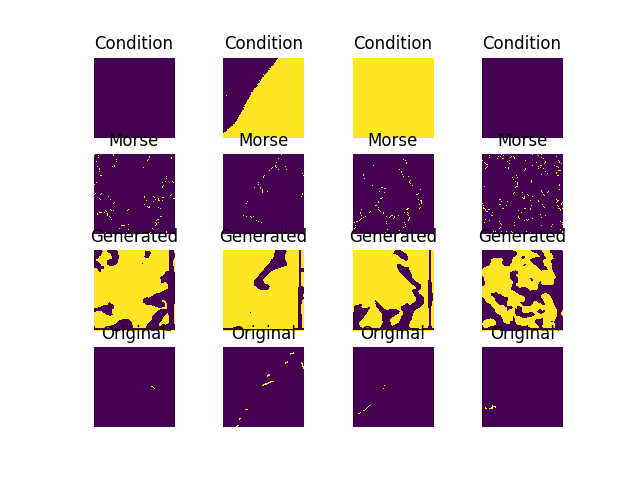 Condition Condition Condition Condition
Morse Morse Morse Morse
Generated Generated Generated Generated
Original Original Original Original